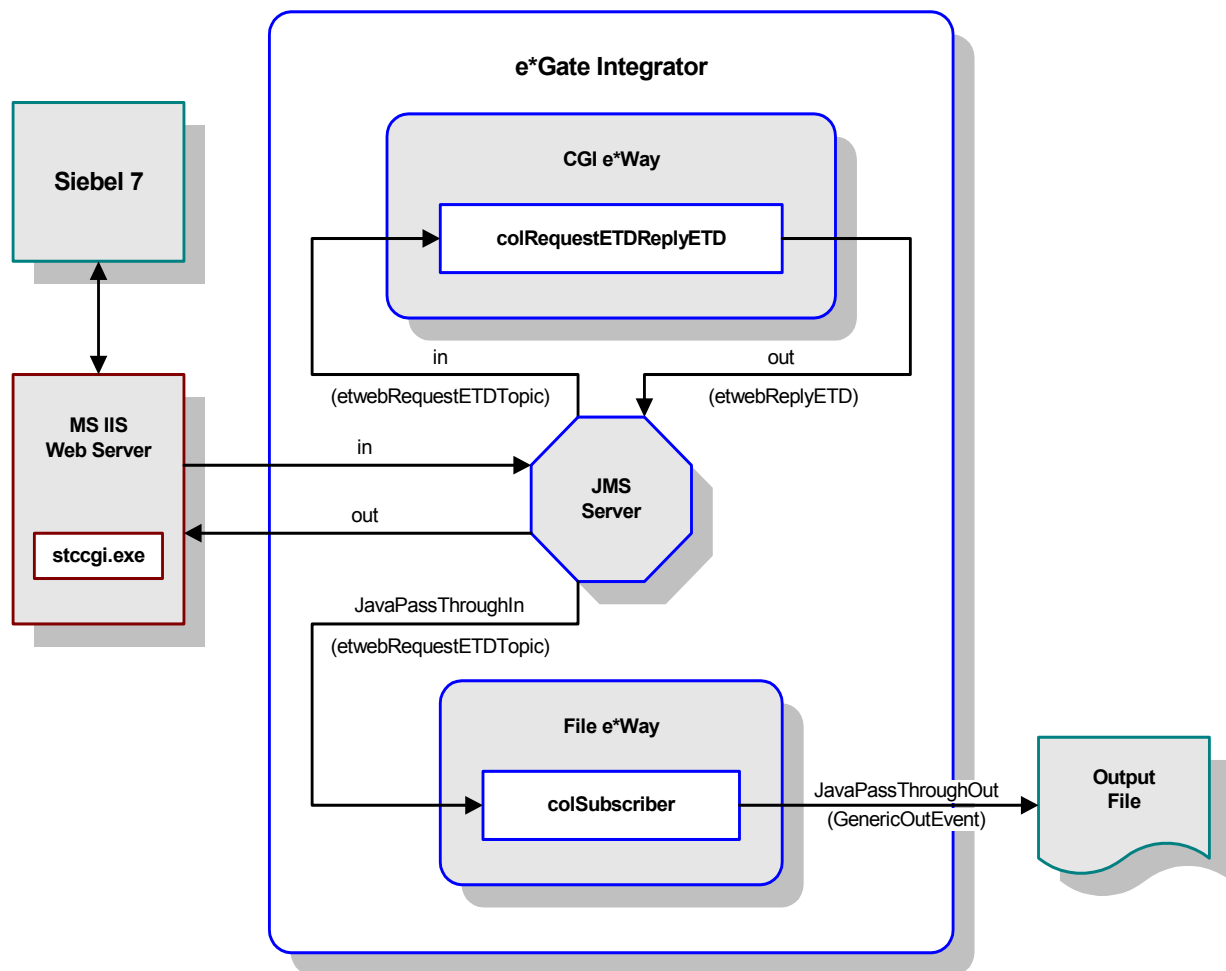 e*Gate Integrator
Siebel 7
CGI e*Way
colRequestETDReplyETD
in
(etwebRequestETDTopic)
out
(etwebReplyETD)
MS IIS
Web Server
stccgi.exe
in
out
JMS
Server
JavaPassThroughIn
(etwebRequestETDTopic)
File e*Way
colSubscriber
JavaPassThroughOut
(GenericOutEvent)
Output
File